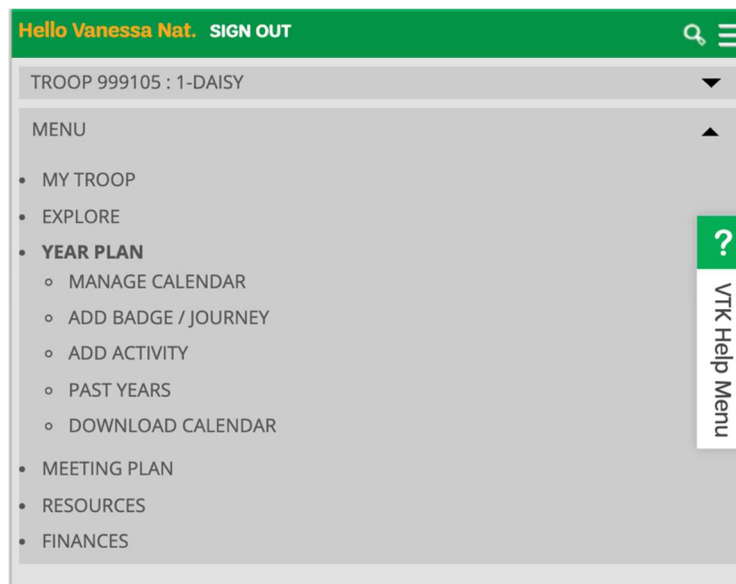 Hello Vanessa Nat. SIGN OUT
TROOP 999105 : 1-DAISY
MENU
MY TROOP
EXPLORE
YEAR PLAN
MANAGE CALENDAR
ADD BADGE / JOURNEY
ADD ACTIVITY
PAST YEARS
DOWNLOAD CALENDAR
MEETING PLAN
RESOURCES
FINANCES
?
VTK Help Menu